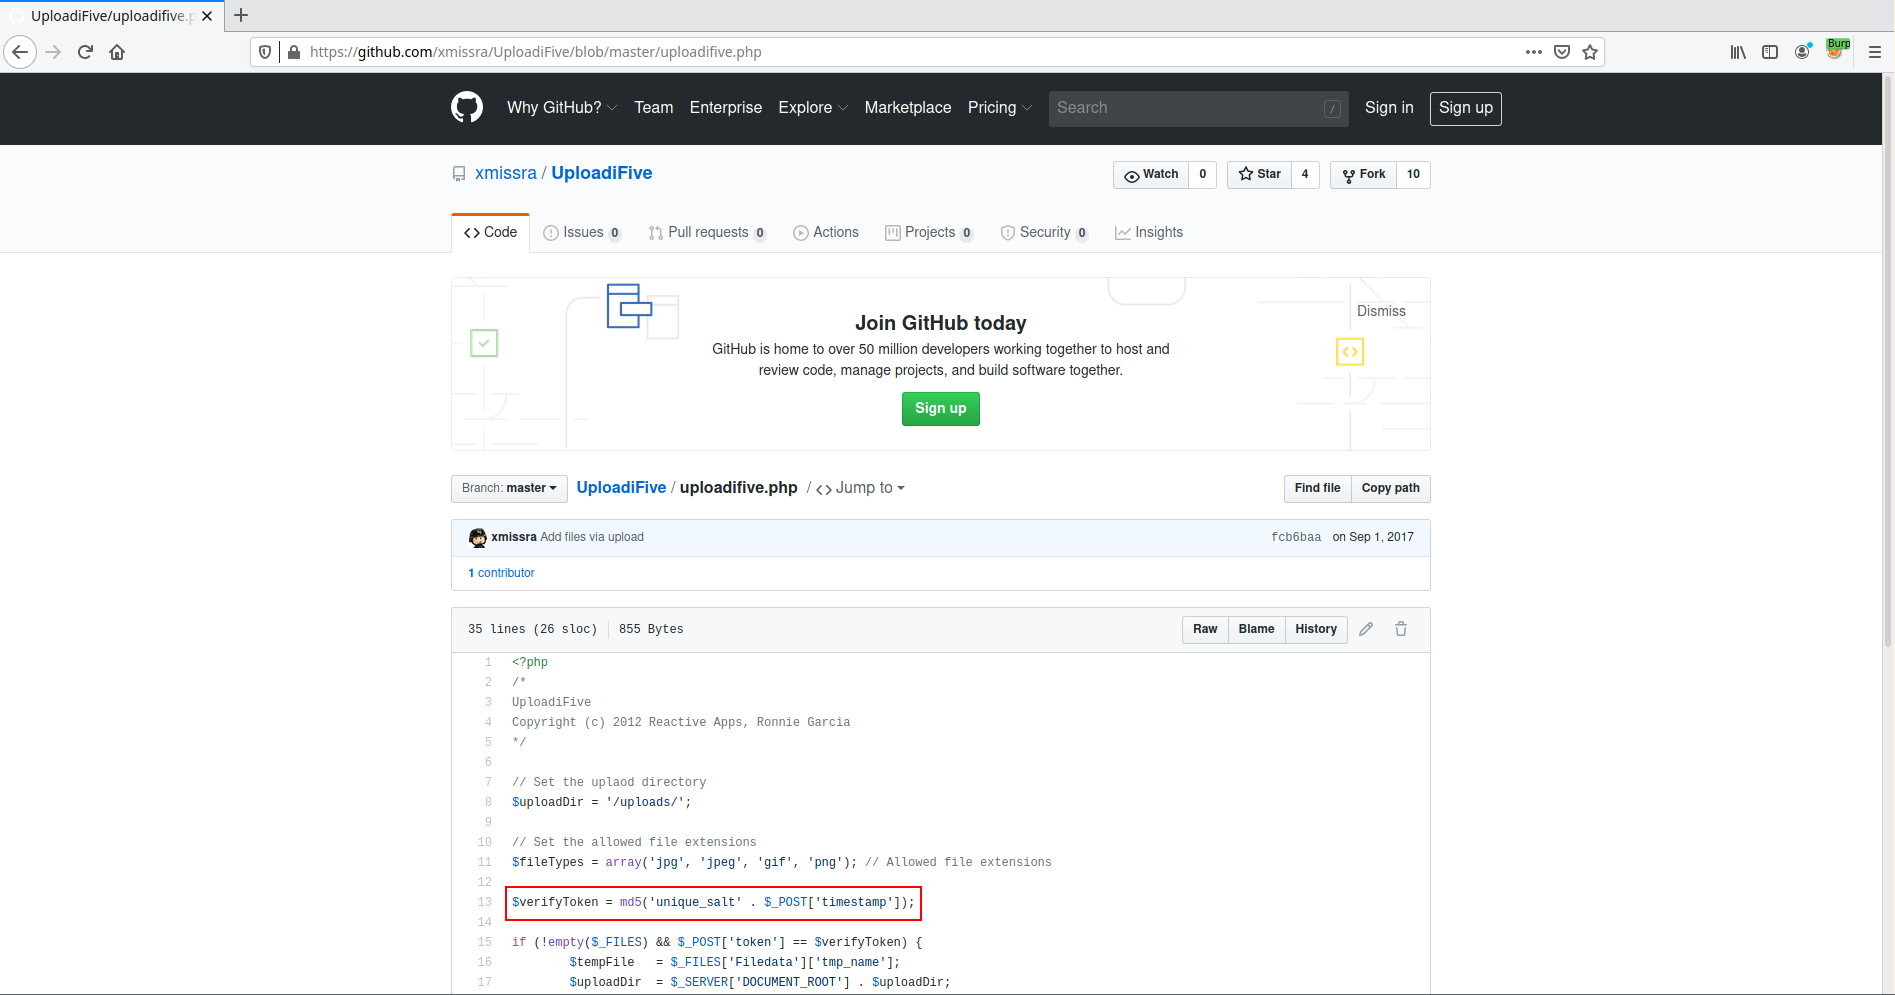 UploadiFive/uploadifive.p
https://github.com/xmissra/UploadiFive/blob/master/uploadifive.php
Burp
Why GitHub? Team Enterprise Explore Marketplace Pricing Search / Sign in Sign up
xmissra / UploadiFive Watch 0 Star 4 Fork 10
Code Issues 0 Pull requests 0 Actions Projects 0 Security 0 Insights
Dismiss
Join GitHub today
GitHub is home to over 50 million developers working together to host and
review code, manage projects, and build software together.
Sign up
Branch: master UploadiFive / uploadifive.php / <> Jump to Find file Copy path
xmissra Add files via upload fcb6baa on Sep 1, 2017
1 contributor
35 lines (26 sloc) 855 Bytes Raw Blame History
1 <?php
2 /*
3 UploadiFive
4 Copyright (c) 2012 Reactive Apps, Ronnie Garcia
5 */
6
7 // Set the uplaod directory
8 $uploadDir = '/uploads/';
9
10 // Set the allowed file extensions
11 $fileTypes = array('jpg', 'jpeg', 'gif', 'png'); // Allowed file extensions
12
13 $verifyToken = md5('unique_salt' . $_POST['timestamp']);
14
15 if (!empty($_FILES) && $_POST['token'] == $verifyToken) {
16 $tempFile = $_FILES['Filedata']['tmp_name'];
17 $uploadDir = $_SERVER['DOCUMENT_ROOT'] . $uploadDir;